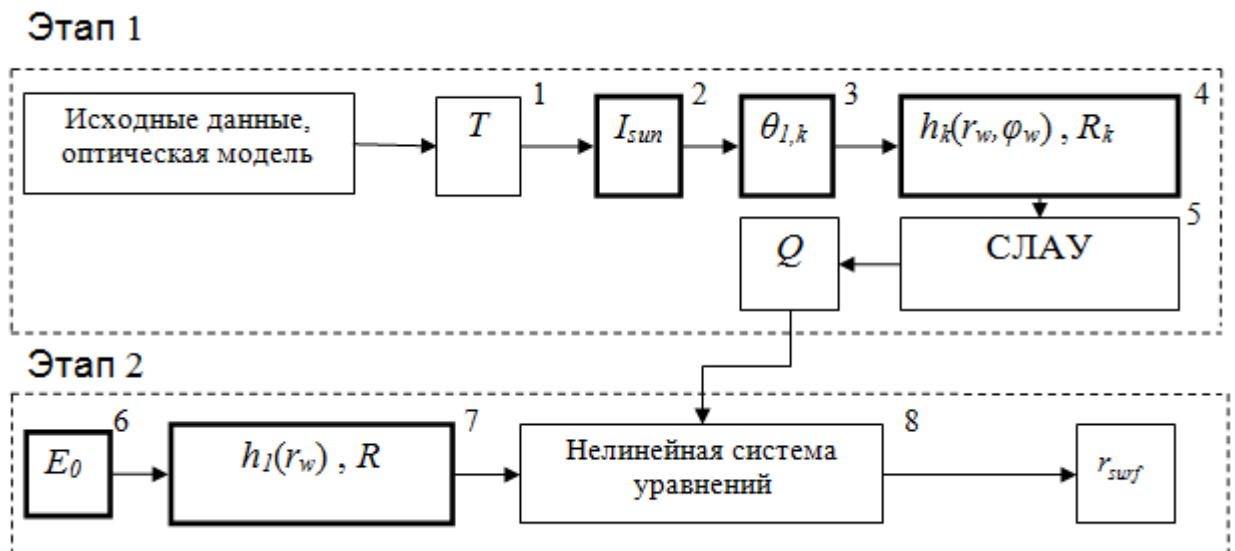 Этап 1
Исходные данные,
оптическая модель
T
1
I_sun
2
θ_1,k
3
h_k(r_w,φ_w) , R_k
4
Q
СЛАУ
5
Этап 2
E_0
6
h_1(r_w) , R
7
Нелинейная система
уравнений
8
r_surf